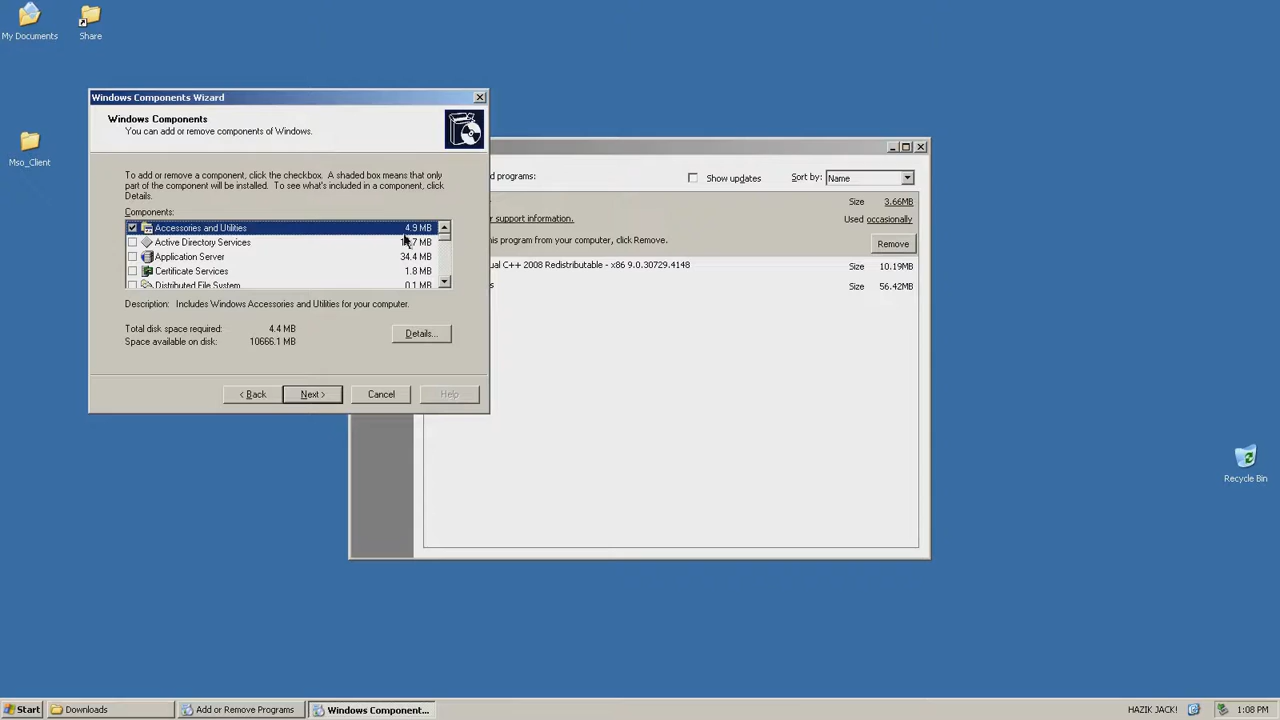 My Documents
Share
Mso_Client
Recycle Bin
Windows Components Wizard
Windows Components
You can add or remove components of Windows.
To add or remove a component, click the checkbox. A shaded box means that only
part of the component will be installed. To see what's included in a component, click
Details.
Components:
Accessories and Utilities 4.9 MB
Active Directory Services MB
Application Server 34.4 MB
Certificate Services 1.8 MB
Distributed File System 0.1 MB
Description: Includes Windows Accessories and Utilities for your computer.
Total disk space required: 4.4 MB
Space available on disk: 10666.1 MB
Details...
< Back
Next >
Cancel
Help
programs:
Show updates
Sort by:
Name
Size 3.66MB
support information.
Used occasionally
this program from your computer, click Remove.
Remove
C++ 2008 Redistributable - x86 9.0.30729.4148
Size 10.19MB
Size 56.42MB
Start
Downloads
Add or Remove Programs
Windows Component...
HAZIK JACK!
1:08 PM